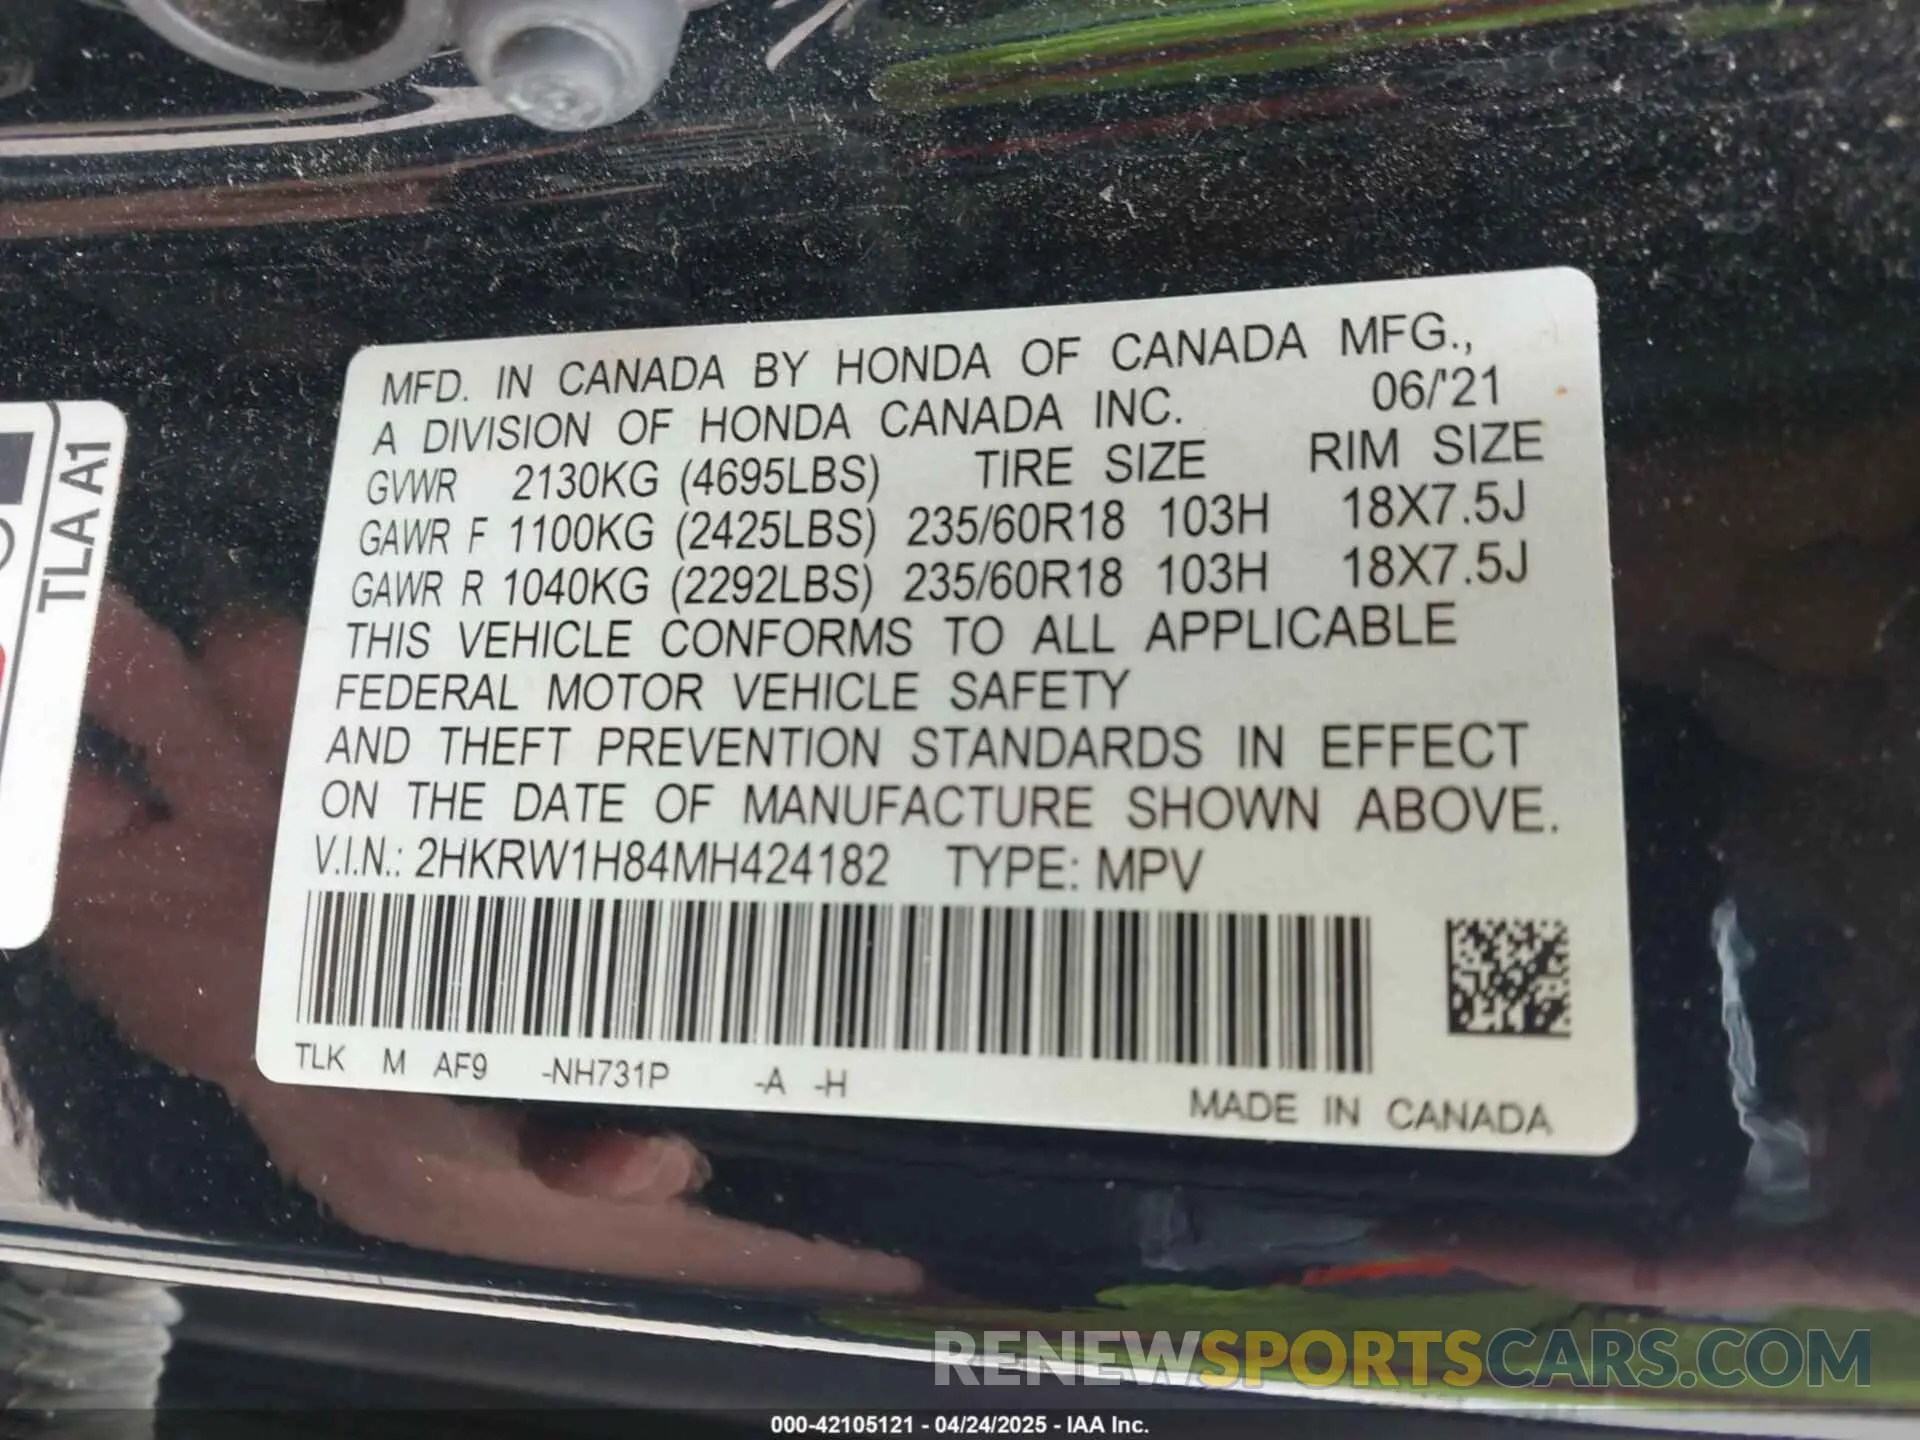 MFD. IN CANADA BY HONDA OF CANADA MFG.,
A DIVISION OF HONDA CANADA INC. 06/'21
GVWR 2130KG (4695LBS) TIRE SIZE RIM SIZE
GAWR F 1100KG (2425LBS) 235/60R18 103H 18X7.5J
GAWR R 1040KG (2292LBS) 235/60R18 103H 18X7.5J
THIS VEHICLE CONFORMS TO ALL APPLICABLE
FEDERAL MOTOR VEHICLE SAFETY
AND THEFT PREVENTION STANDARDS IN EFFECT
ON THE DATE OF MANUFACTURE SHOWN ABOVE.
V.I.N.: 2HKRW1H84MH424182 TYPE: MPV
TLK M AF9 -NH731P -A -H
MADE IN CANADA
TLA A1
RENEWSPORTSCARS.COM
000-42105121 - 04/24/2025 - IAA Inc.